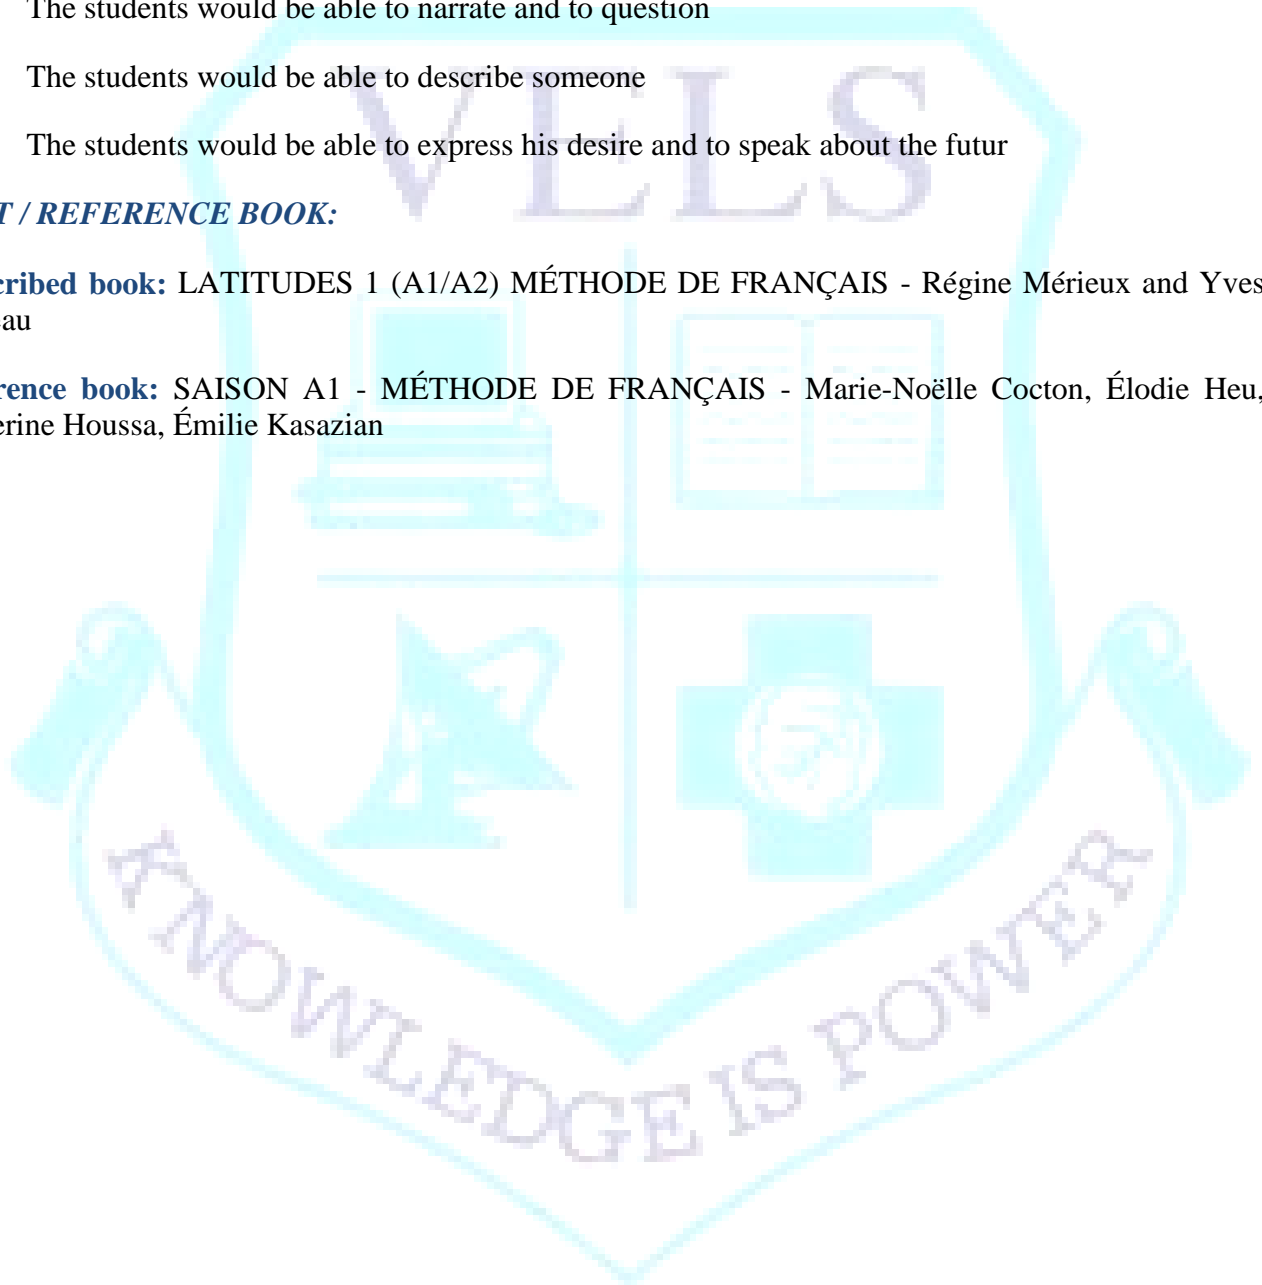 The students would be able to narrate and to question
The students would be able to describe someone
The students would be able to express his desire and to speak about the futur
T / REFERENCE BOOK:
cribed book: LATITUDES 1 (A1/A2) MÉTHODE DE FRANÇAIS - Régine Mérieux and Yves
eau
rence book: SAISON A1 - MÉTHODE DE FRANÇAIS - Marie-Noëlle Cocton, Élodie Heu,
erine Houssa, Émilie Kasazian
VELS
KNOWLEDGE IS POWER